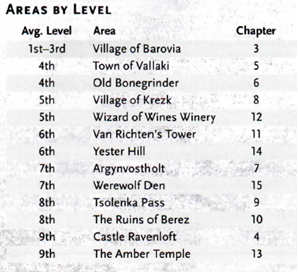 AREAS BY LEVEL
Avg. Level Area Chapter
1st–3rd Village of Barovia 3
4th Town of Vallaki 5
4th Old Bonegrinder 6
5th Village of Krezk 8
5th Wizard of Wines Winery 12
6th Van Richten's Tower 11
6th Yester Hill 14
7th Argynvostholt 7
7th Werewolf Den 15
8th Tsolenka Pass 9
8th The Ruins of Berez 10
9th Castle Ravenloft 4
9th The Amber Temple 13